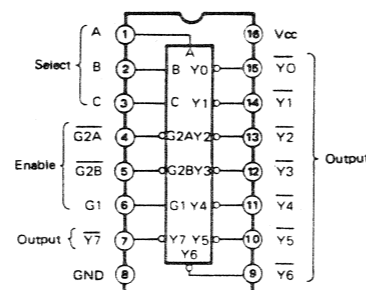 A 1 16 Vcc
A
Select B 2 B Y0 15 Y0
C 3 C Y1 14 Y1
G2A 4 G2A Y2 13 Y2
Enable G2B 5 G2B Y3 12 Y3 Output
G1 6 G1 Y4 11 Y4
Output Y7 7 Y7 Y5 10 Y5
Y6
GND 8 9 Y6